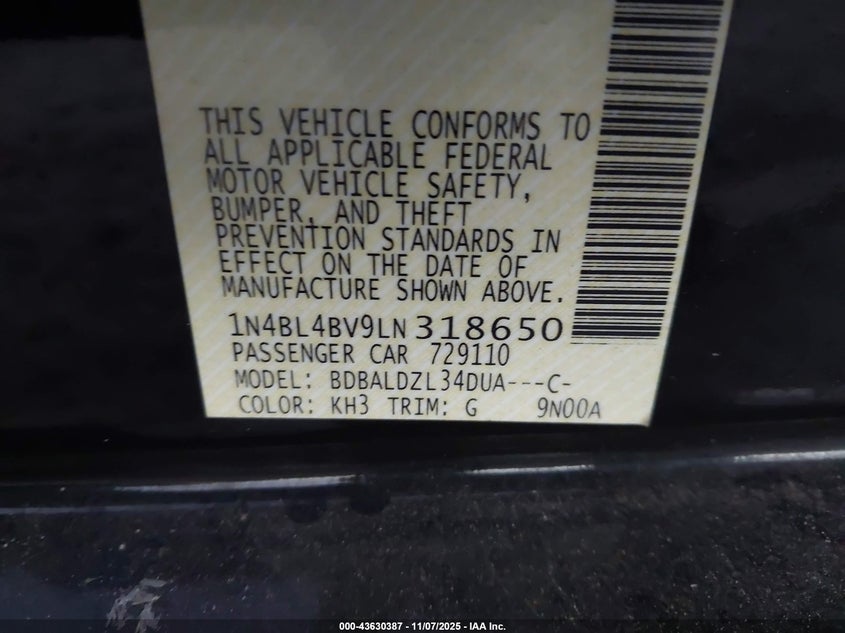 THIS VEHICLE CONFORMS TO
ALL APPLICABLE FEDERAL
MOTOR VEHICLE SAFETY,
BUMPER, AND THEFT
PREVENTION STANDARDS IN
EFFECT ON THE DATE OF
MANUFACTURE SHOWN ABOVE.
1N4BL4BV9LN318650
PASSENGER CAR 729110
MODEL: BDBALDZL34DUA---C-
COLOR: KH3 TRIM: G 9N00A
000-43630387 - 11/07/2025 - IAA Inc.